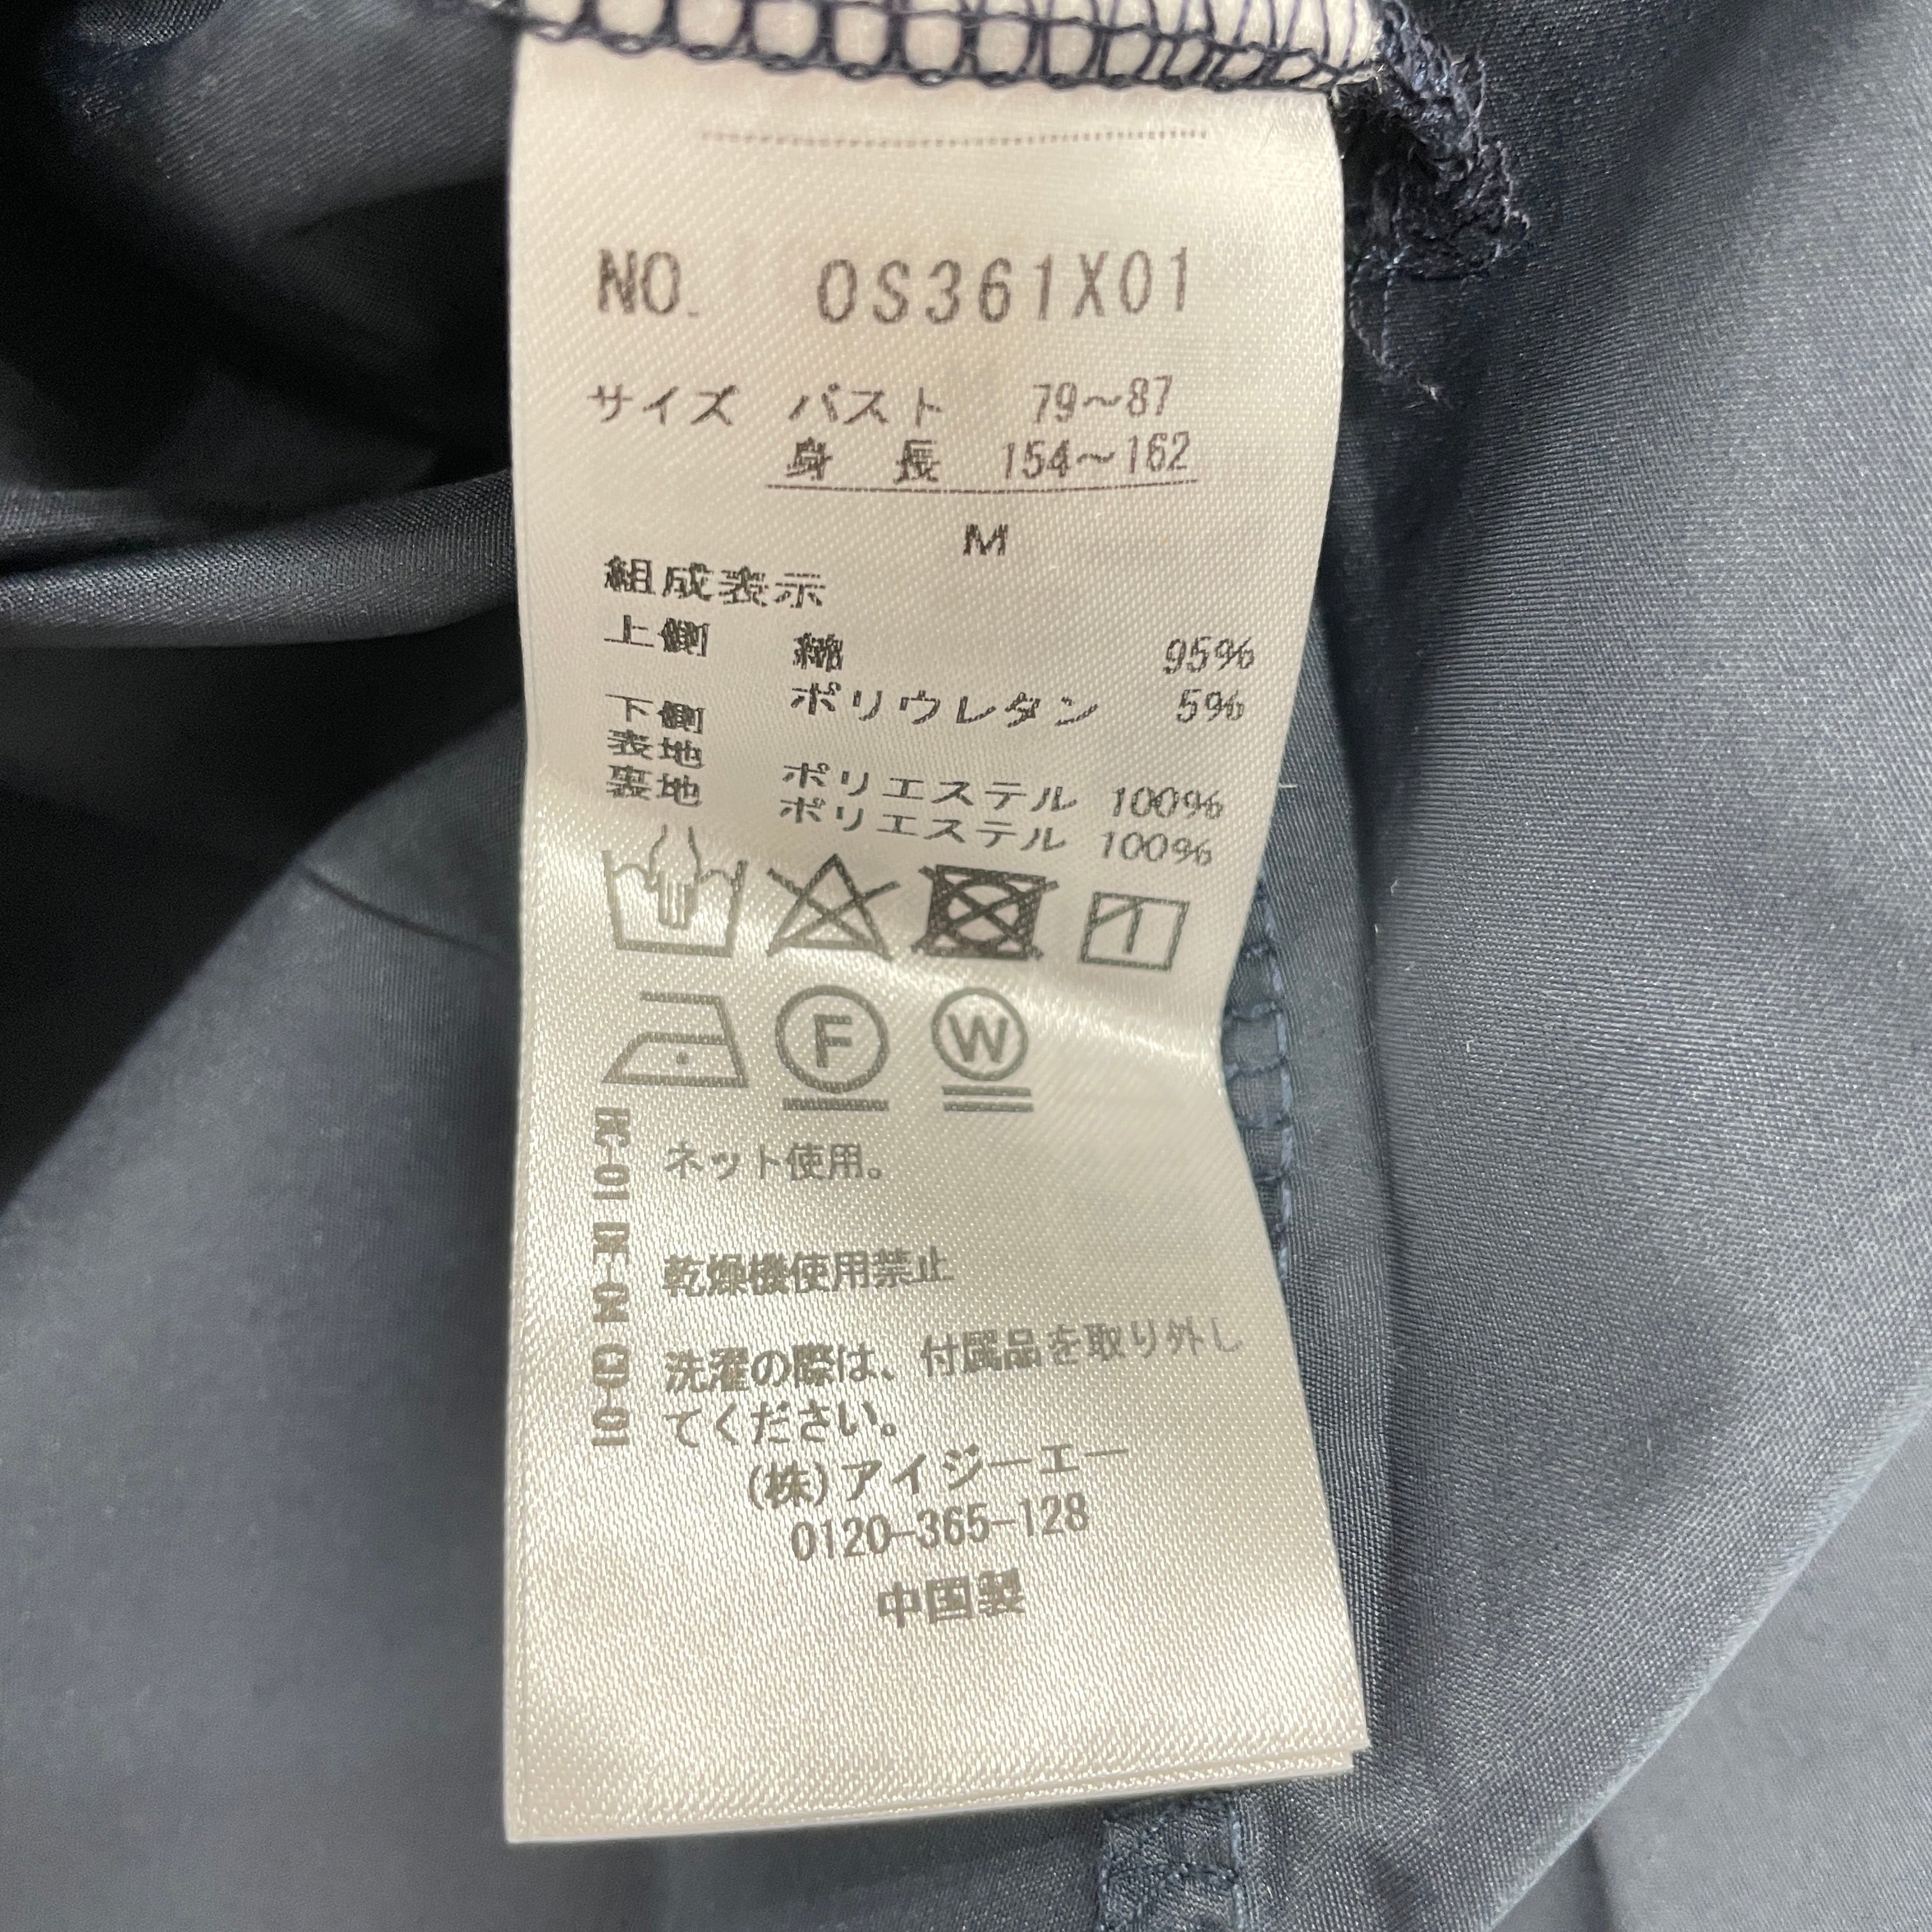 NO. OS361X01
サイズ バスト 79～87
身 長 154～162
M
組成表示
上側 綿 95%
ポリウレタン 5%
下側
表地 ポリエステル 100%
裏地 ポリエステル 100%
F W
ネット使用。
乾燥機使用禁止
洗濯の際は、付属品を取り外し
てください。
(株)アイジーエー
0120-365-128
中国製